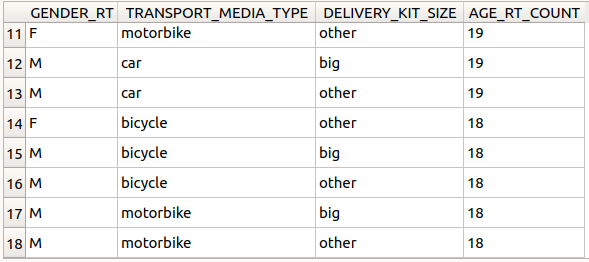 GENDER_RT TRANSPORT_MEDIA_TYPE DELIVERY_KIT_SIZE AGE_RT_COUNT
11 F motorbike other 19
12 M car big 19
13 M car other 19
14 F bicycle other 18
15 M bicycle big 18
16 M bicycle other 18
17 M motorbike big 18
18 M motorbike other 18